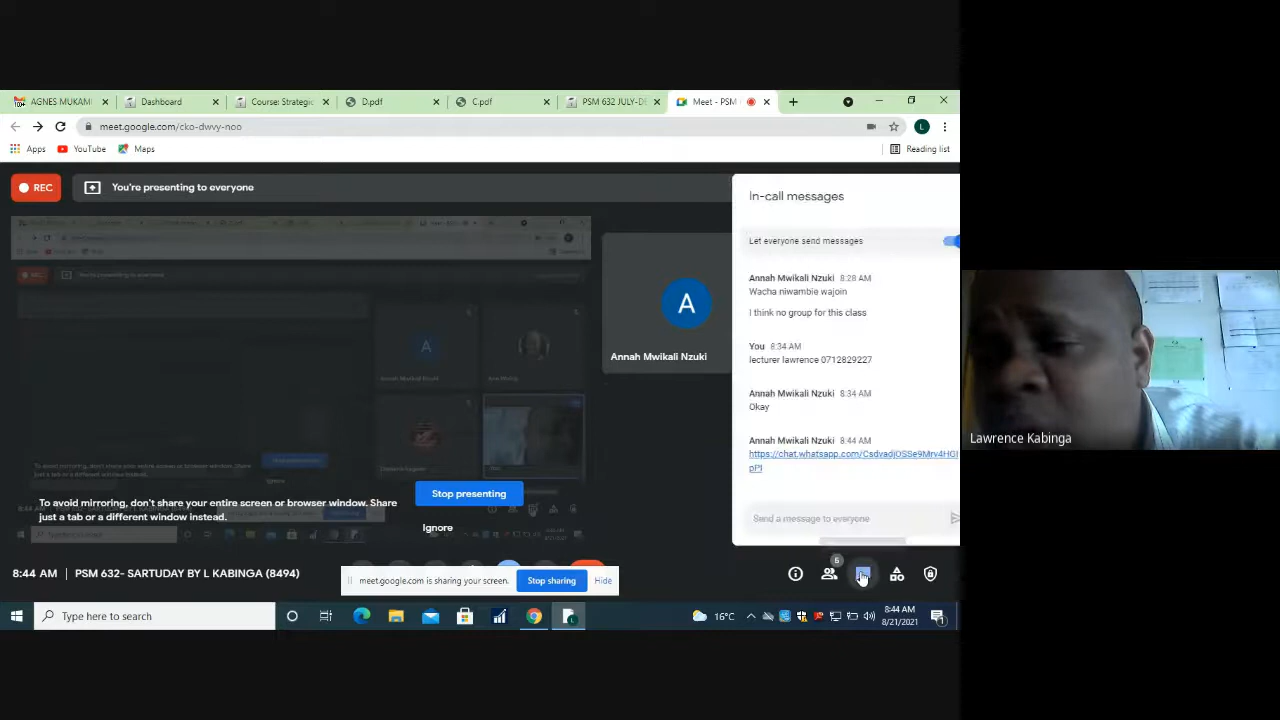 AGNES MUKAMI
Dashboard
Course: Strategic
D.pdf
C.pdf
PSM 632 JULY-DE
Meet - PSM
meet.google.com/cko-dwvy-noo
L
Apps
YouTube
Maps
Reading list
REC
You're presenting to everyone
In-call messages
Let everyone send messages
Annah Mwikali Nzuki 8:28 AM
Wacha niwambie wajoin
I think no group for this class
You 8:34 AM
lecturer lawrence 0712829227
Annah Mwikali Nzuki 8:34 AM
Okay
Annah Mwikali Nzuki 8:44 AM
pPl
Send a message to everyone
A
Annah Mwikali Nzuki
Lawrence Kabinga
To avoid mirroring, don't share your entire screen or browser window. Share
just a tab or a different window instead.
Stop presenting
Ignore
8:44 AM | PSM 632- SARTUDAY BY L KABINGA (8494)
meet.google.com is sharing your screen.
Stop sharing
Hide
5
Type here to search
16°C
8:44 AM
8/21/2021
1